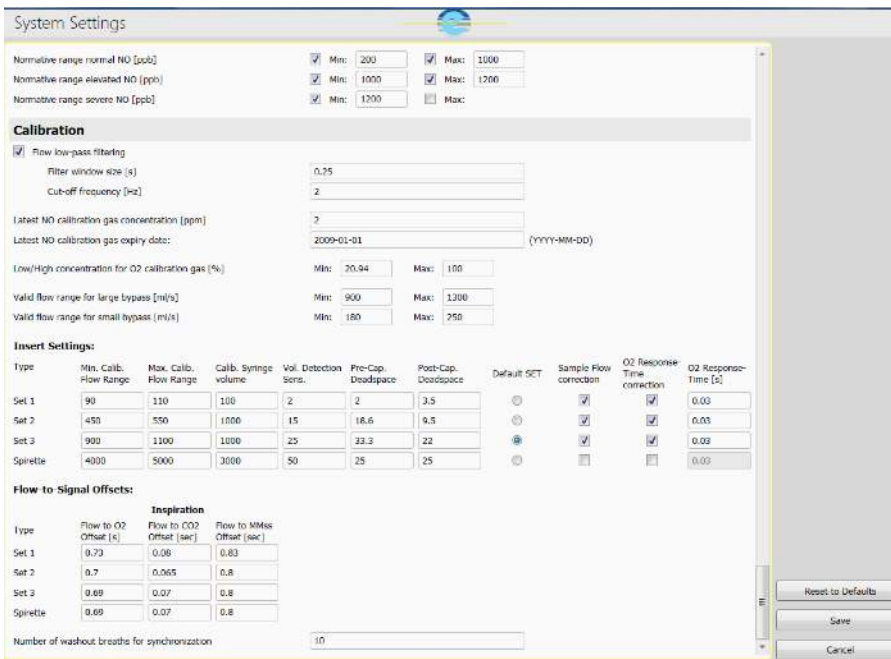 System Settings
Normative range normal NO [ppb] Min: 200 Max: 1000
Normative range elevated NO [ppb] Min: 1000 Max: 1200
Normative range severe NO [ppb] Min: 1200 Max:
Calibration
Flow low-pass filtering
Filter window size [s] 0.25
Cut-off frequency [Hz] 2
Latest NO calibration gas concentration [ppm] 2
Latest NO calibration gas expiry date: 2009-01-01 (YYYY-MM-DD)
Low/High concentration for O2 calibration gas [%] Min: 20.94 Max: 100
Valid flow range for large bypass [ml/s] Min: 900 Max: 1300
Valid flow range for small bypass [ml/s] Min: 180 Max: 250
Insert Settings:
Type Min. Calib. Flow Range Max. Calib. Flow Range Calib. Syringe volume Vol. Detection Sens. Pre-Cap. Deadspace Post-Cap. Deadspace Default SET Sample Flow correction O2 Response-Time correction O2 Response-Time [s]
Set 1 90 110 100 2 2 3.5 0.03
Set 2 450 550 1000 15 18.6 9.5 0.03
Set 3 900 1100 1000 25 33.3 22 0.03
Spirette 4000 5000 3000 50 25 25 0.03
Flow-to-Signal Offsets:
Inspiration
Type Flow to O2 Offset [s] Flow to CO2 Offset [sec] Flow to MMss Offset [sec]
Set 1 0.73 0.08 0.83
Set 2 0.7 0.065 0.8
Set 3 0.69 0.07 0.8
Spirette 0.69 0.07 0.8
Number of washout breaths for synchronization 10
Reset to Defaults
Save
Cancel